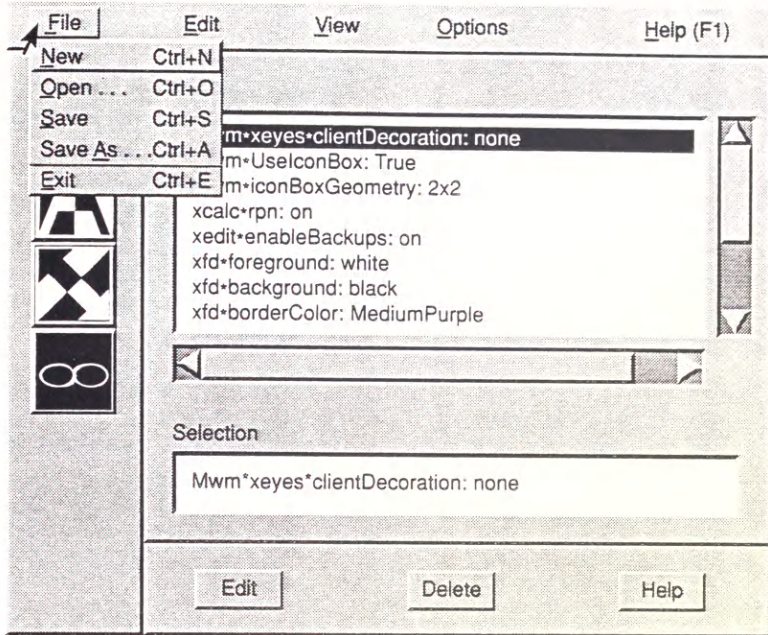 File Edit View Options Help (F1)
New Ctrl+N
Open ... Ctrl+O
Save Ctrl+S
Save As ...Ctrl+A
Exit Ctrl+E
wm*xeyes*clientDecoration: none
m*UseIconBox: True
m*iconBoxGeometry: 2x2
xcalc*rpn: on
xedit*enableBackups: on
xfd*foreground: white
xfd*background: black
xfd*borderColor: MediumPurple
Selection
Mwm*xeyes*clientDecoration: none
Edit Delete Help